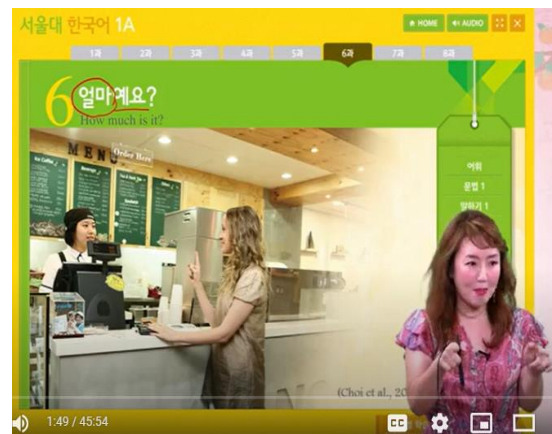 서울대 한국어 1A
HOME AUDIO
1과 2과 3과 4과 5과 6과 7과 8과
6 얼마예요?
How much is it?
MENU
Order Here
어휘
문법 1
말하기 1
(Choi et al., 20
1:49 / 45:54
CC